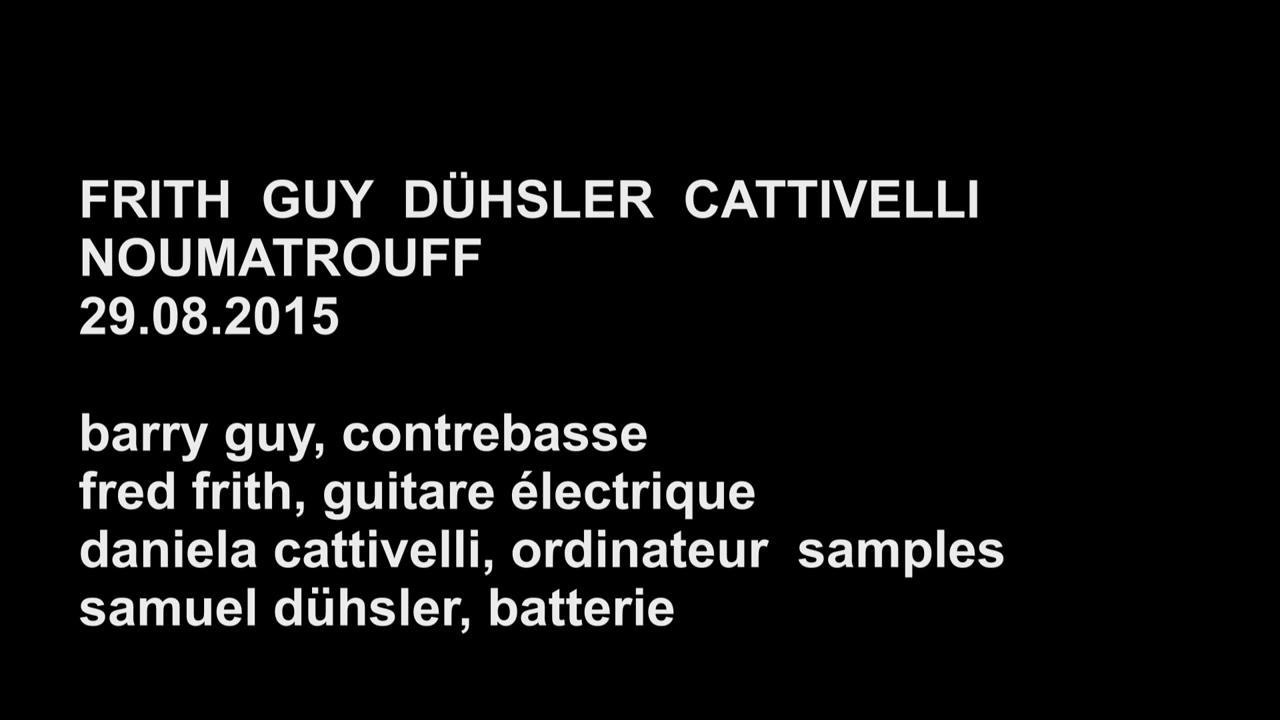 FRITH GUY DÜHSLER CATTIVELLI
NOUMATROUFF
29.08.2015
barry guy, contrebasse
fred frith, guitare électrique
daniela cattivelli, ordinateur samples
samuel dühsler, batterie